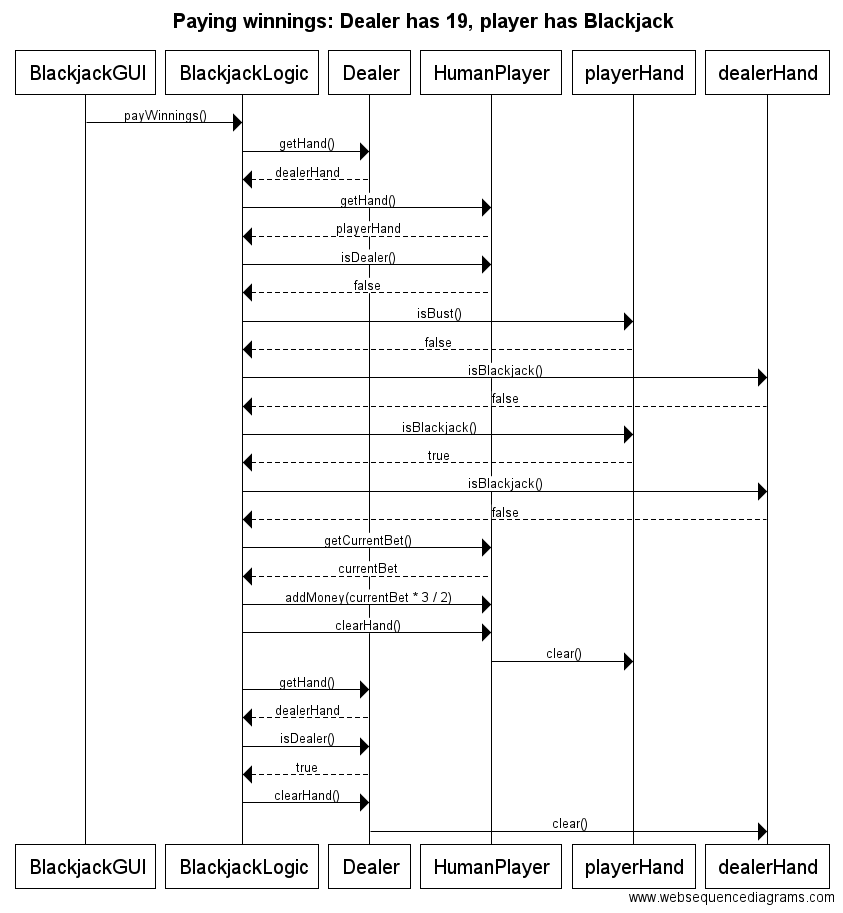 Paying winnings: Dealer has 19, player has Blackjack
BlackjackGUI BlackjackLogic Dealer HumanPlayer playerHand dealerHand
payWinnings()
getHand()
dealerHand
getHand()
playerHand
isDealer()
false
isBust()
false
isBlackjack()
false
isBlackjack()
true
isBlackjack()
false
getCurrentBet()
currentBet
addMoney(currentBet * 3 / 2)
clearHand()
clear()
getHand()
dealerHand
isDealer()
true
clearHand()
clear()
BlackjackGUI BlackjackLogic Dealer HumanPlayer playerHand dealerHand
www.websequencediagrams.com